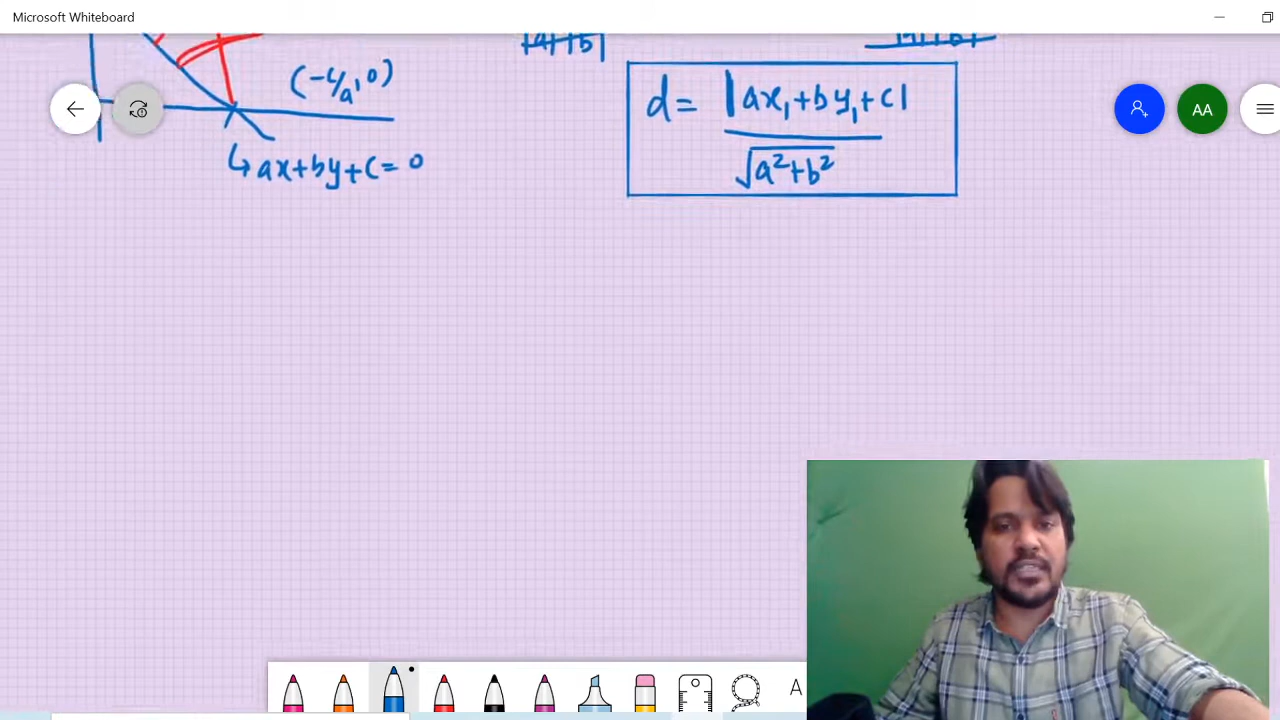 Microsoft Whiteboard
(-c/a, 0)
ax+by+c=0
d= |ax₁+by₁+c|
√a²+b²
AA
A